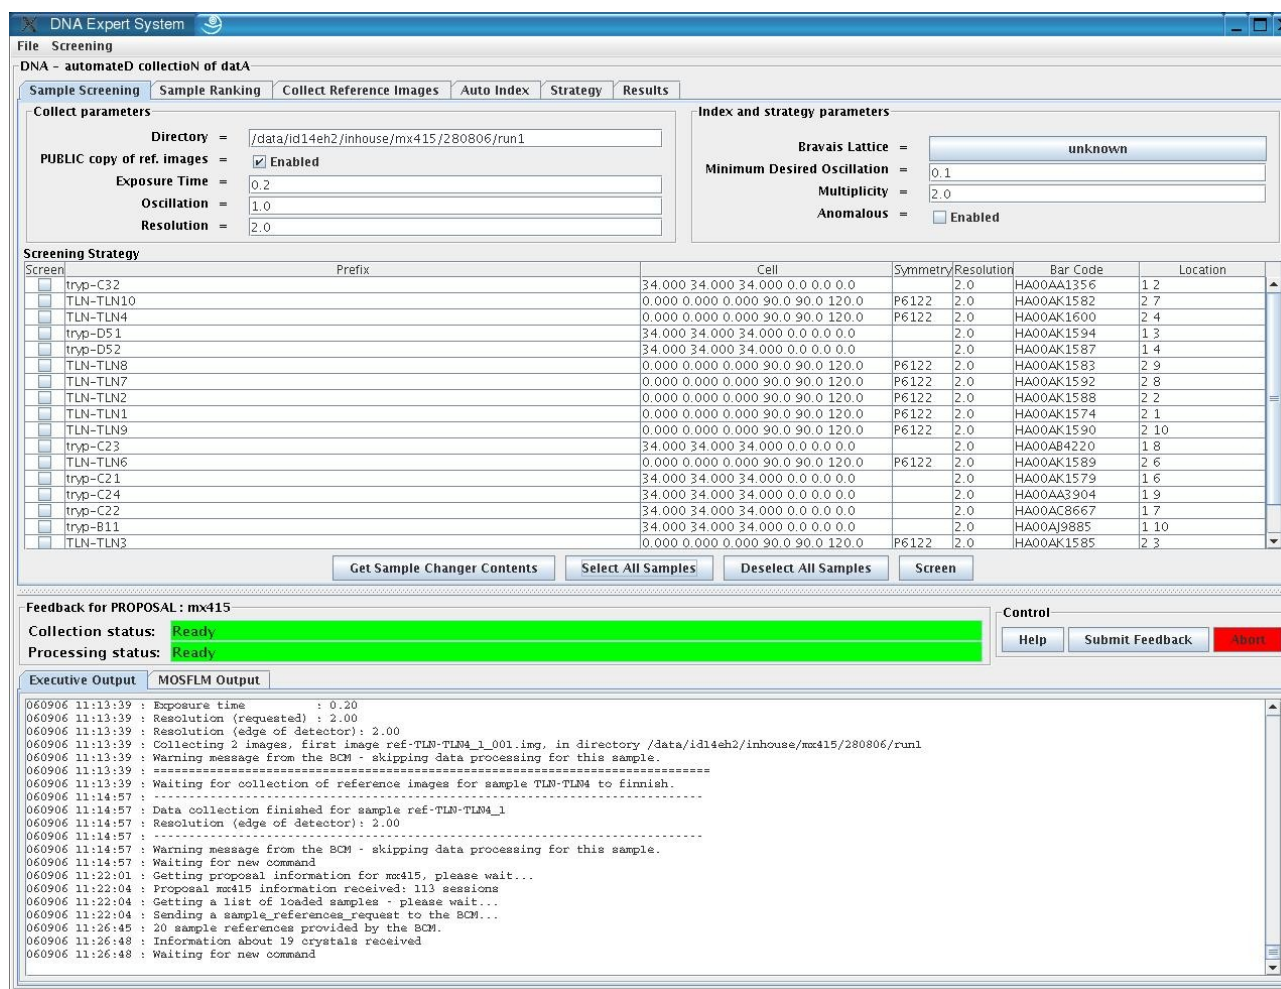 DNA Expert System
File Screening
DNA - automateD collectioN of datA
Sample Screening Sample Ranking Collect Reference Images Auto Index Strategy Results
Collect parameters
Directory = /data/id14eh2/inhouse/mx415/280806/run1
PUBLIC copy of ref. images = Enabled
Exposure Time = 0.2
Oscillation = 1.0
Resolution = 2.0
Index and strategy parameters
Bravais Lattice = unknown
Minimum Desired Oscillation = 0.1
Multiplicity = 2.0
Anomalous = Enabled
Screening Strategy
Screen Prefix Cell Symmetry Resolution Bar Code Location
tryp-C32 34.000 34.000 34.000 0.0 0.0 0.0 2.0 HA00AA1356 1 2
TLN-TLN10 0.000 0.000 0.000 90.0 90.0 120.0 P6122 2.0 HA00AK1582 2 7
TLN-TLN4 0.000 0.000 0.000 90.0 90.0 120.0 P6122 2.0 HA00AK1600 2 4
tryp-D51 34.000 34.000 34.000 0.0 0.0 0.0 2.0 HA00AK1594 1 3
tryp-D52 34.000 34.000 34.000 0.0 0.0 0.0 2.0 HA00AK1587 1 4
TLN-TLN8 0.000 0.000 0.000 90.0 90.0 120.0 P6122 2.0 HA00AK1583 2 9
TLN-TLN7 0.000 0.000 0.000 90.0 90.0 120.0 P6122 2.0 HA00AK1592 2 8
TLN-TLN2 0.000 0.000 0.000 90.0 90.0 120.0 P6122 2.0 HA00AK1588 2 2
TLN-TLN1 0.000 0.000 0.000 90.0 90.0 120.0 P6122 2.0 HA00AK1574 2 1
TLN-TLN9 0.000 0.000 0.000 90.0 90.0 120.0 P6122 2.0 HA00AK1590 2 10
tryp-C23 34.000 34.000 34.000 0.0 0.0 0.0 2.0 HA00AB4220 1 8
TLN-TLN6 0.000 0.000 0.000 90.0 90.0 120.0 P6122 2.0 HA00AK1589 2 6
tryp-C21 34.000 34.000 34.000 0.0 0.0 0.0 2.0 HA00AK1579 1 6
tryp-C24 34.000 34.000 34.000 0.0 0.0 0.0 2.0 HA00AA3904 1 9
tryp-C22 34.000 34.000 34.000 0.0 0.0 0.0 2.0 HA00AC8667 1 7
tryp-B11 34.000 34.000 34.000 0.0 0.0 0.0 2.0 HA00AJ9885 1 10
TLN-TLN3 0.000 0.000 0.000 90.0 90.0 120.0 P6122 2.0 HA00AK1585 2 3
Get Sample Changer Contents Select All Samples Deselect All Samples Screen
Feedback for PROPOSAL : mx415
Collection status: Ready
Processing status: Ready
Control
Help Submit Feedback Abort
Executive Output MOSFLM Output
060906 11:13:39 : Exposure time : 0.20
060906 11:13:39 : Resolution (requested) : 2.00
060906 11:13:39 : Resolution (edge of detector): 2.00
060906 11:13:39 : Collecting 2 images, first image ref-TLN-TLN4_1_001.img, in directory /data/id14eh2/inhouse/mx415/280806/run1
060906 11:13:39 : Warning message from the BCM - skipping data processing for this sample.
060906 11:13:39 : ================================================================================
060906 11:13:39 : Waiting for collection of reference images for sample TLN-TLN4 to finnish.
060906 11:14:57 : -------------------------------------------------------------------------------
060906 11:14:57 : Data collection finished for sample ref-TLN-TLN4_1
060906 11:14:57 : Resolution (edge of detector): 2.00
060906 11:14:57 : -------------------------------------------------------------------------------
060906 11:14:57 : Warning message from the BCM - skipping data processing for this sample.
060906 11:14:57 : Waiting for new command
060906 11:22:01 : Getting proposal information for mx415, please wait...
060906 11:22:04 : Proposal mx415 information received: 113 sessions
060906 11:22:04 : Getting a list of loaded samples - please wait...
060906 11:22:04 : Sending a sample_references_request to the BCM...
060906 11:26:45 : 20 sample references provided by the BCM.
060906 11:26:48 : Information about 19 crystals received
060906 11:26:48 : Waiting for new command